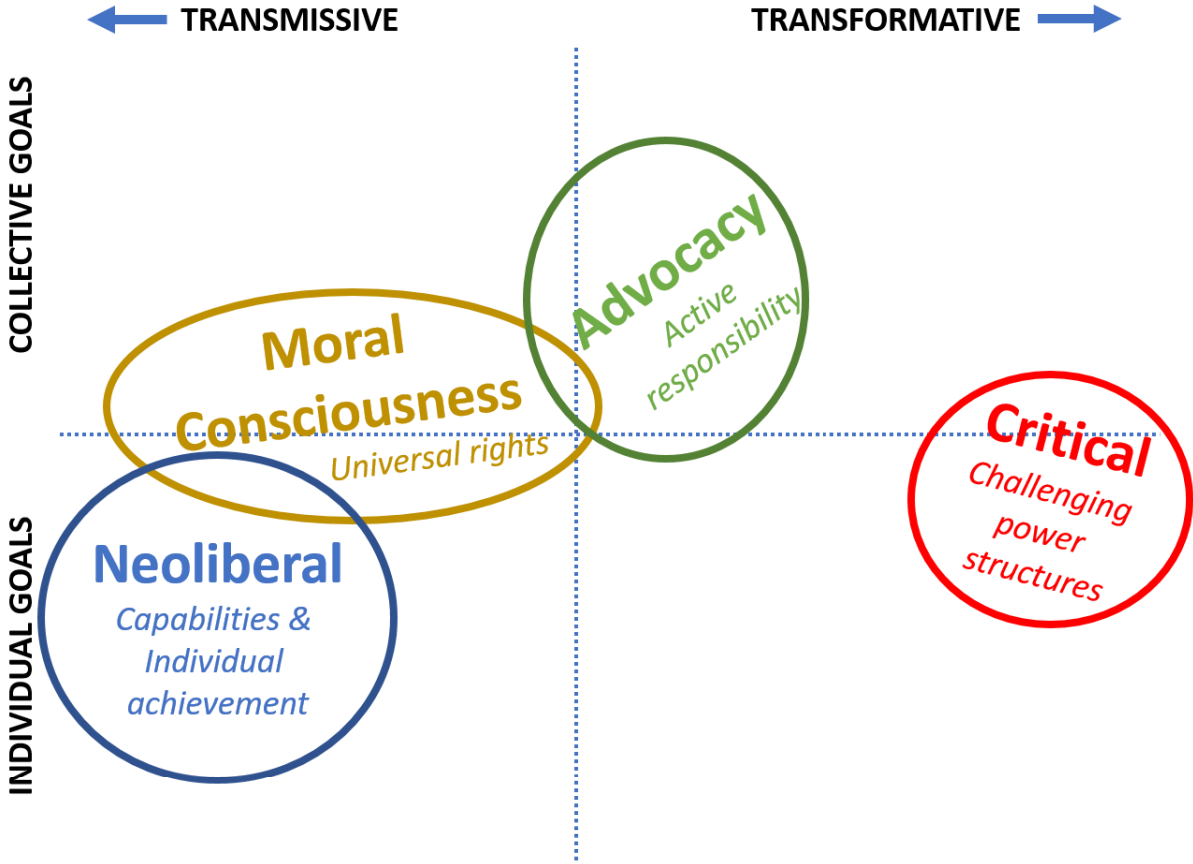 TRANSMISSIVE
TRANSFORMATIVE
COLLECTIVE GOALS
INDIVIDUAL GOALS
Advocacy
Active
responsibility
Moral
Consciousness
Universal rights
Critical
Challenging
power
structures
Neoliberal
Capabilities &
Individual
achievement